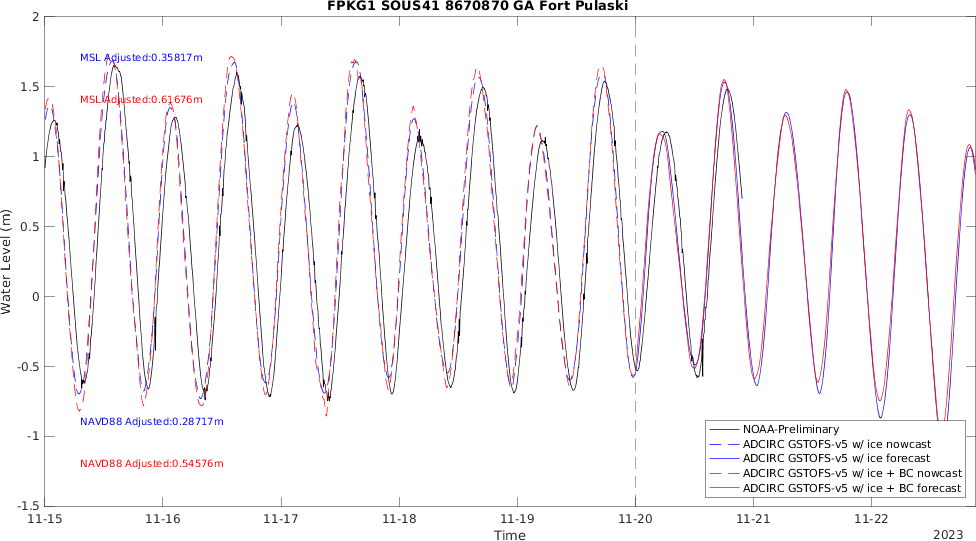 FPKG1 SOUS41 8670870 GA Fort Pulaski
2
1.5
1
0.5
0
-0.5
-1
-1.5
Water Level (m)
MSL Adjusted:0.35817m
MSL Adjusted:0.61676m
NAVD88 Adjusted:0.28717m
NAVD88 Adjusted:0.54576m
NOAA-Preliminary
ADCIRC GSTOFS-v5 w/ ice nowcast
ADCIRC GSTOFS-v5 w/ ice forecast
ADCIRC GSTOFS-v5 w/ ice + BC nowcast
ADCIRC GSTOFS-v5 w/ ice + BC forecast
11-15 11-16 11-17 11-18 11-19 11-20 11-21 11-22
Time
2023